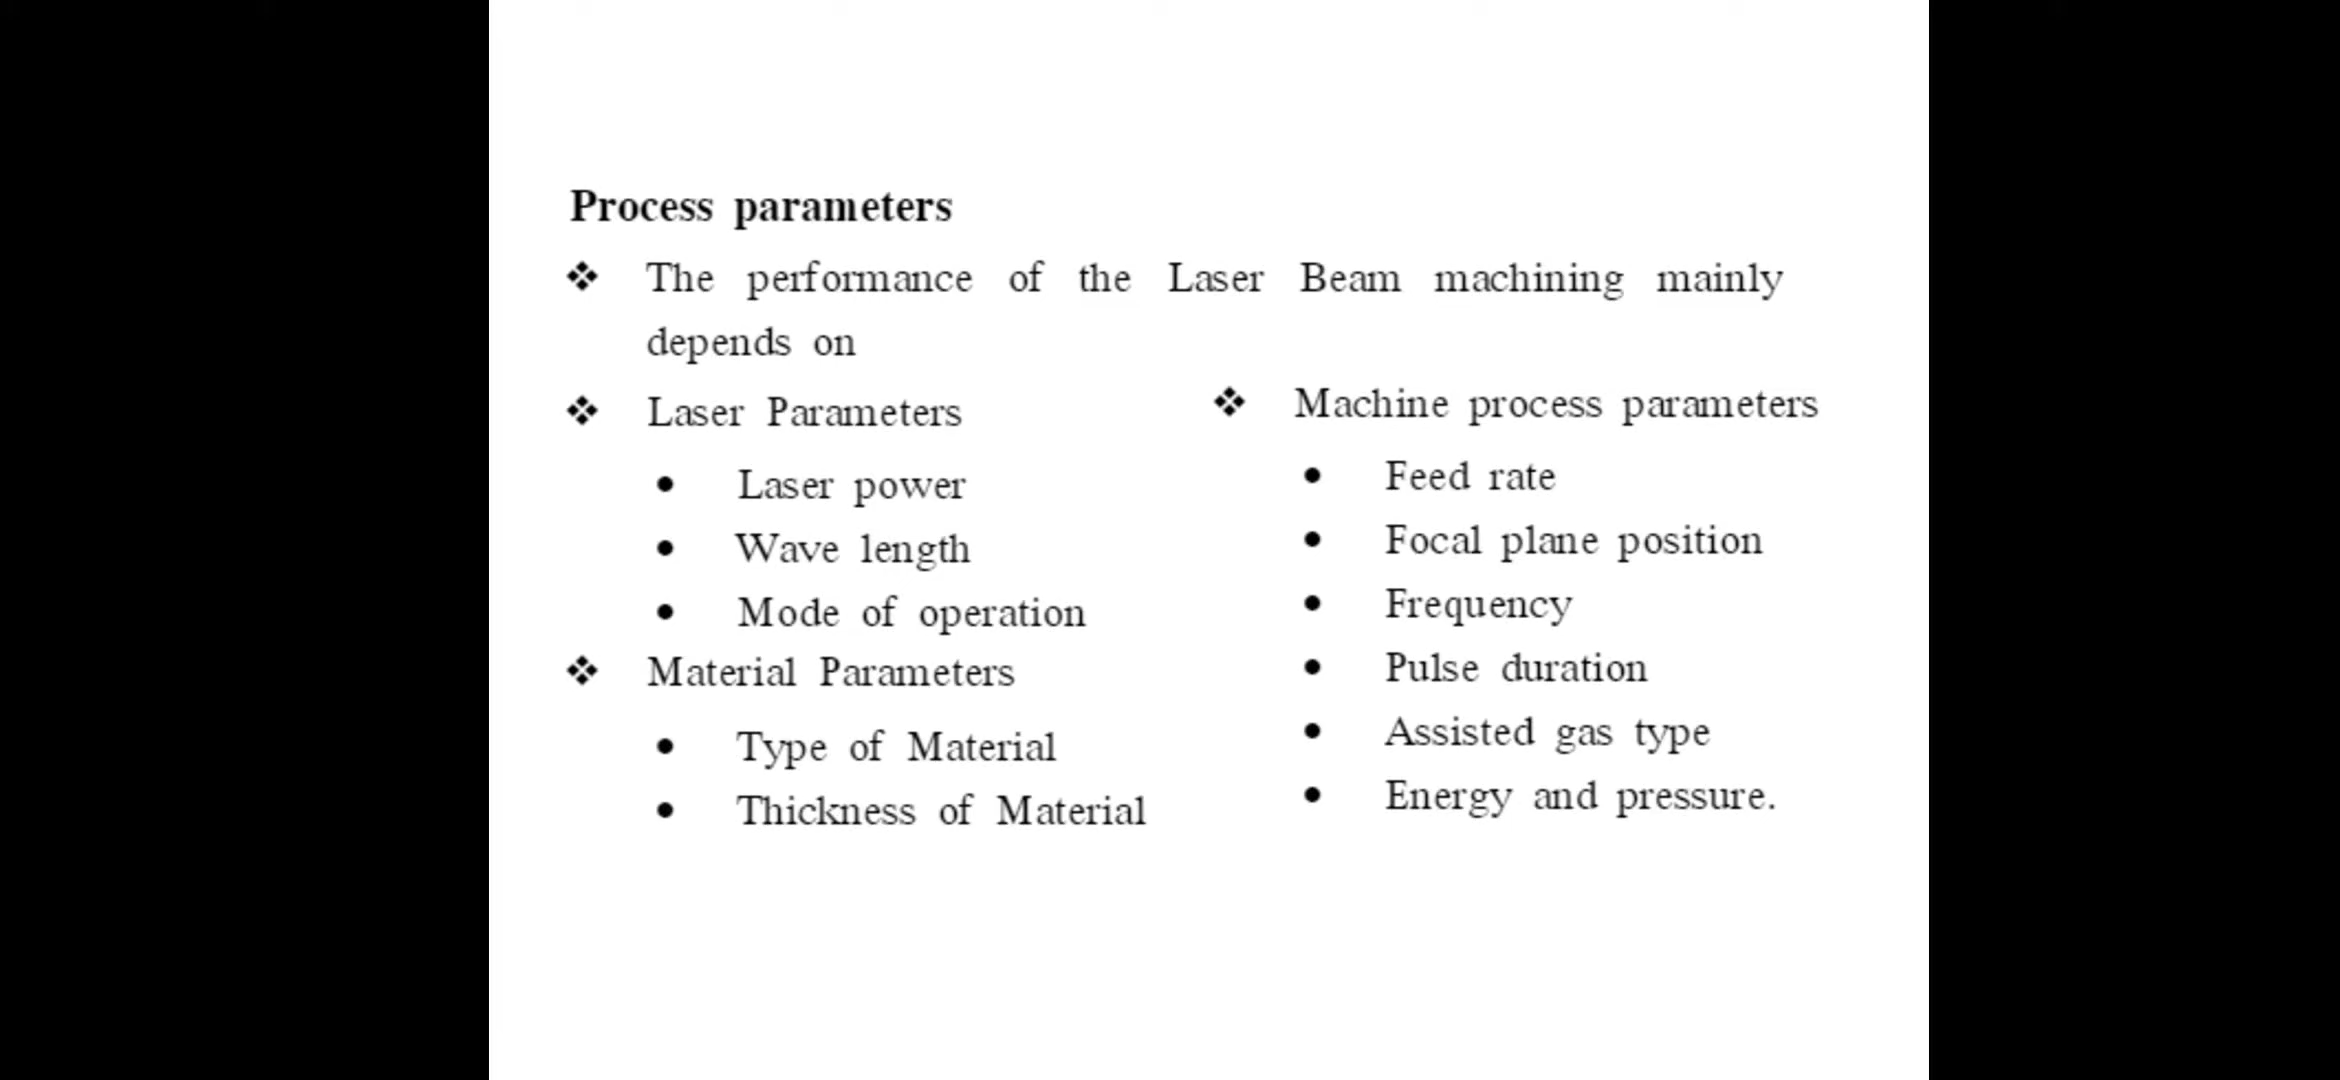 Process parameters
❖ The performance of the Laser Beam machining mainly
depends on
❖ Laser Parameters
• Laser power
• Wave length
• Mode of operation
❖ Material Parameters
• Type of Material
• Thickness of Material
❖ Machine process parameters
• Feed rate
• Focal plane position
• Frequency
• Pulse duration
• Assisted gas type
• Energy and pressure.